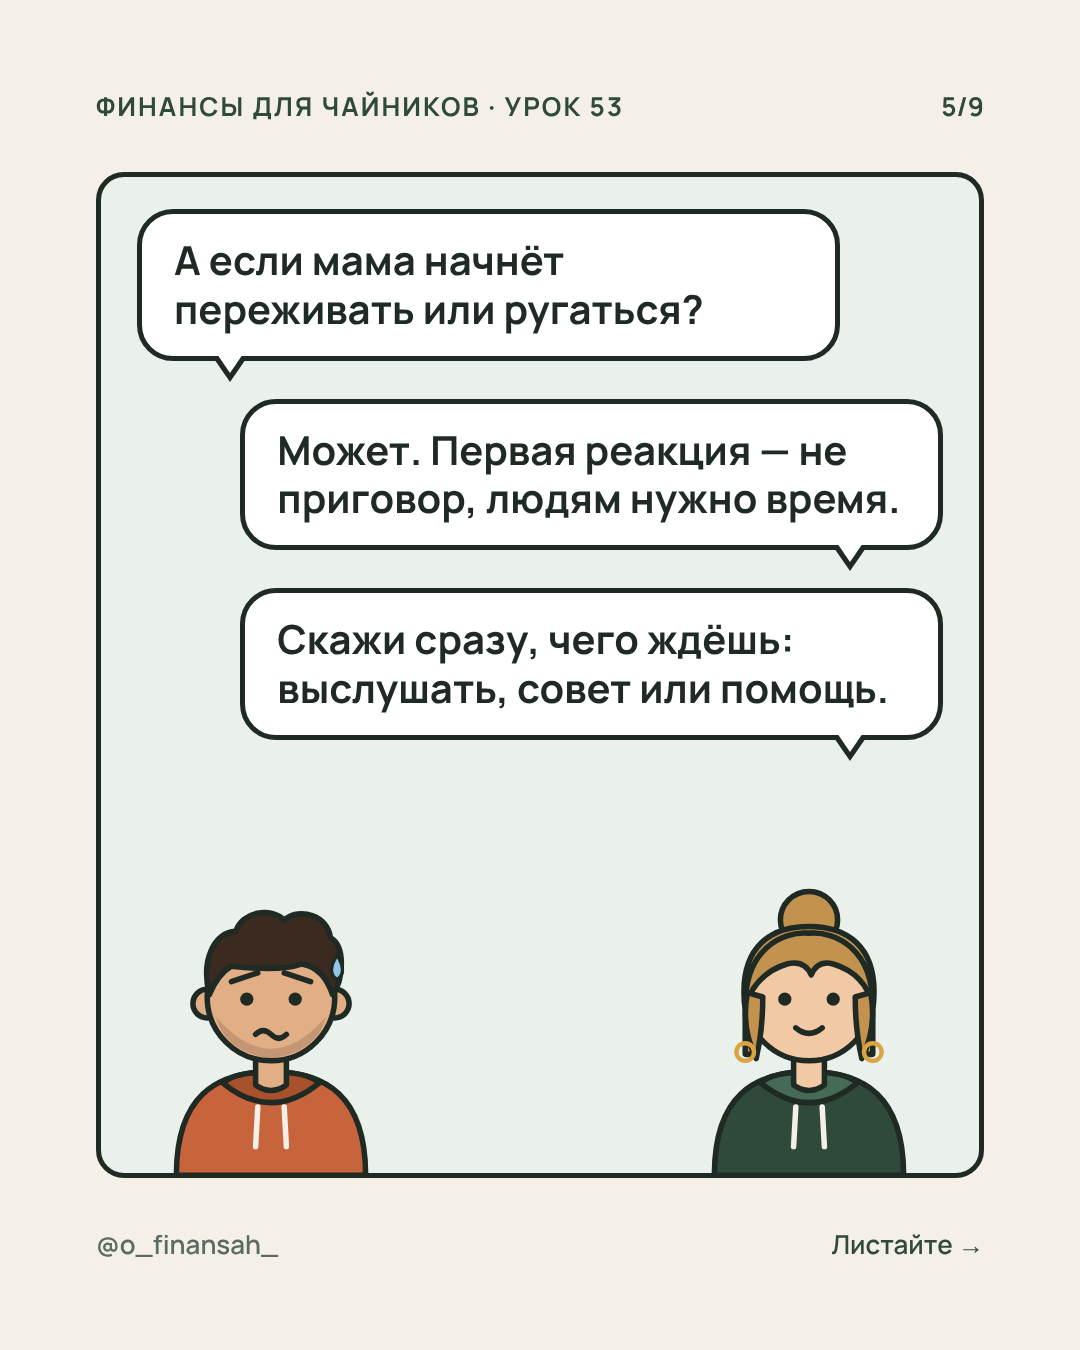 ФИНАНСЫ ДЛЯ ЧАЙНИКОВ · УРОК 53
5/9
А если мама начнёт
переживать или ругаться?
Может. Первая реакция — не
приговор, людям нужно время.
Скажи сразу, чего ждёшь:
выслушать, совет или помощь.
@o_finansah_
Листайте →